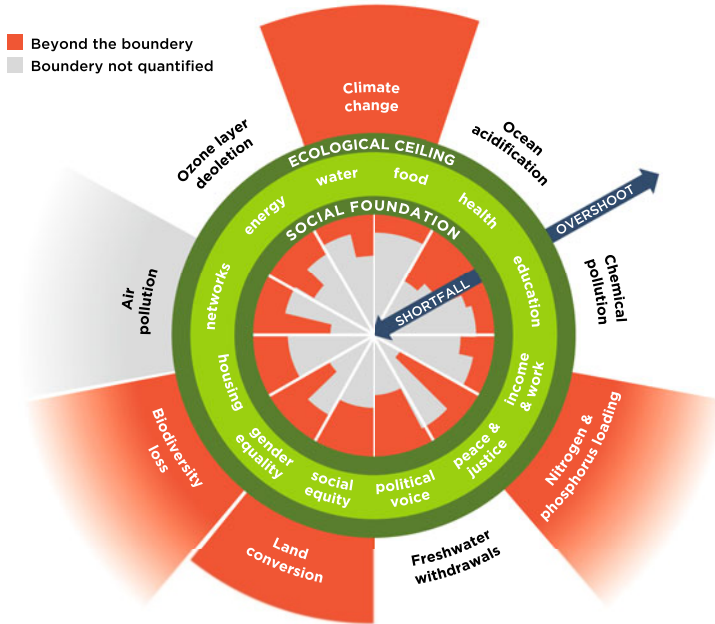 Beyond the boundery
Boundery not quantified
Climate
change
Ozone layer
deoletion
Ocean
acidification
ECOLOGICAL CEILING
water
food
energy
health
SOCIAL FOUNDATION
OVERSHOOT
SHORTFALL
networks
education
Air
pollution
Chemical
pollution
housing
income
& work
gender
equality
peace &
justice
social
equity
political
voice
Biodiversity
loss
Nitrogen &
phosphorus loading
Land
conversion
Freshwater
withdrawals